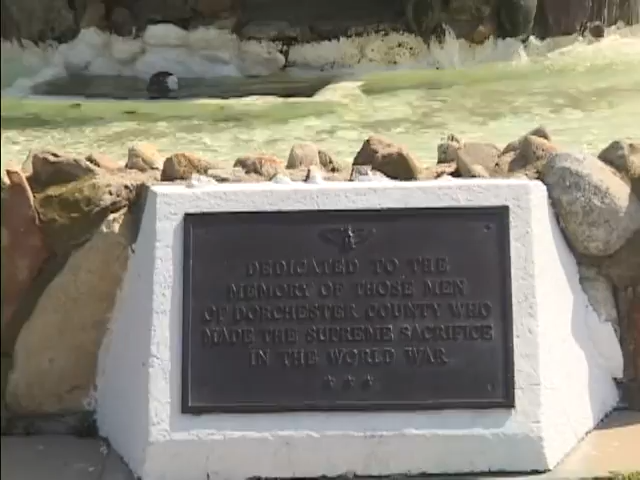 DEDICATED TO THE
MEMORY OF THOSE MEN
OF DORCHESTER COUNTY WHO
MADE THE SUPREME SACRIFICE
IN THE WORLD WAR